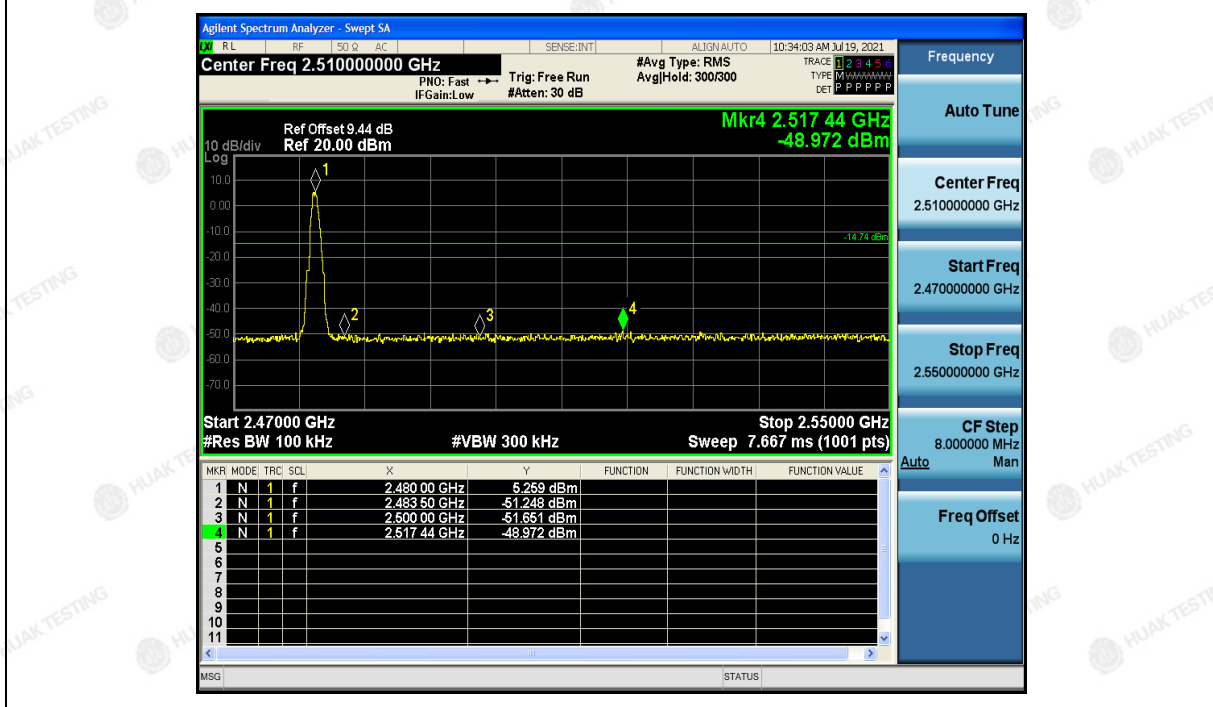 Agilent Spectrum Analyzer - Swept SA
LXI RL RF 50 Ω AC SENSE:INT ALIGN AUTO 10:34:03 AM Jul 19, 2021
Center Freq 2.510000000 GHz
PNO: Fast
IFGain:Low
Trig: Free Run
#Atten: 30 dB
#Avg Type: RMS
Avg|Hold: 300/300
TRACE 1 2 3 4 5 6
TYPE M
DET P P P P P P
Ref Offset 9.44 dB
10 dB/div Ref 20.00 dBm
Log
Mkr4 2.517 44 GHz
-48.972 dBm
10.0
0.00
-10.0
-20.0
-30.0
-40.0
-50.0
-60.0
-70.0
1
2
3
4
-14.74 dBm
Start 2.47000 GHz Stop 2.55000 GHz
#Res BW 100 kHz #VBW 300 kHz Sweep 7.667 ms (1001 pts)
MKR MODE TRC SCL X Y FUNCTION FUNCTION WIDTH FUNCTION VALUE
1 N 1 f 2.480 00 GHz 5.259 dBm
2 N 1 f 2.483 50 GHz -51.248 dBm
3 N 1 f 2.500 00 GHz -51.651 dBm
4 N 1 f 2.517 44 GHz -48.972 dBm
5
6
7
8
9
10
11
MSG STATUS
Frequency
Auto Tune
Center Freq
2.510000000 GHz
Start Freq
2.470000000 GHz
Stop Freq
2.550000000 GHz
CF Step
8.000000 MHz
Auto Man
Freq Offset
0 Hz
HUAK TESTING